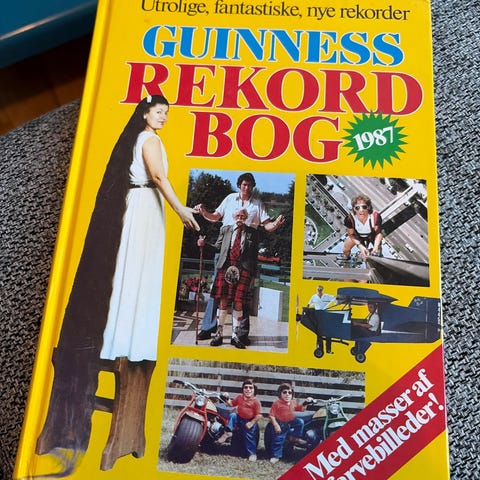 Utrolige, fantastiske, nye rekorder
GUINNESS
REKORD
BOG
1987
Med masser af
farvebilleder!